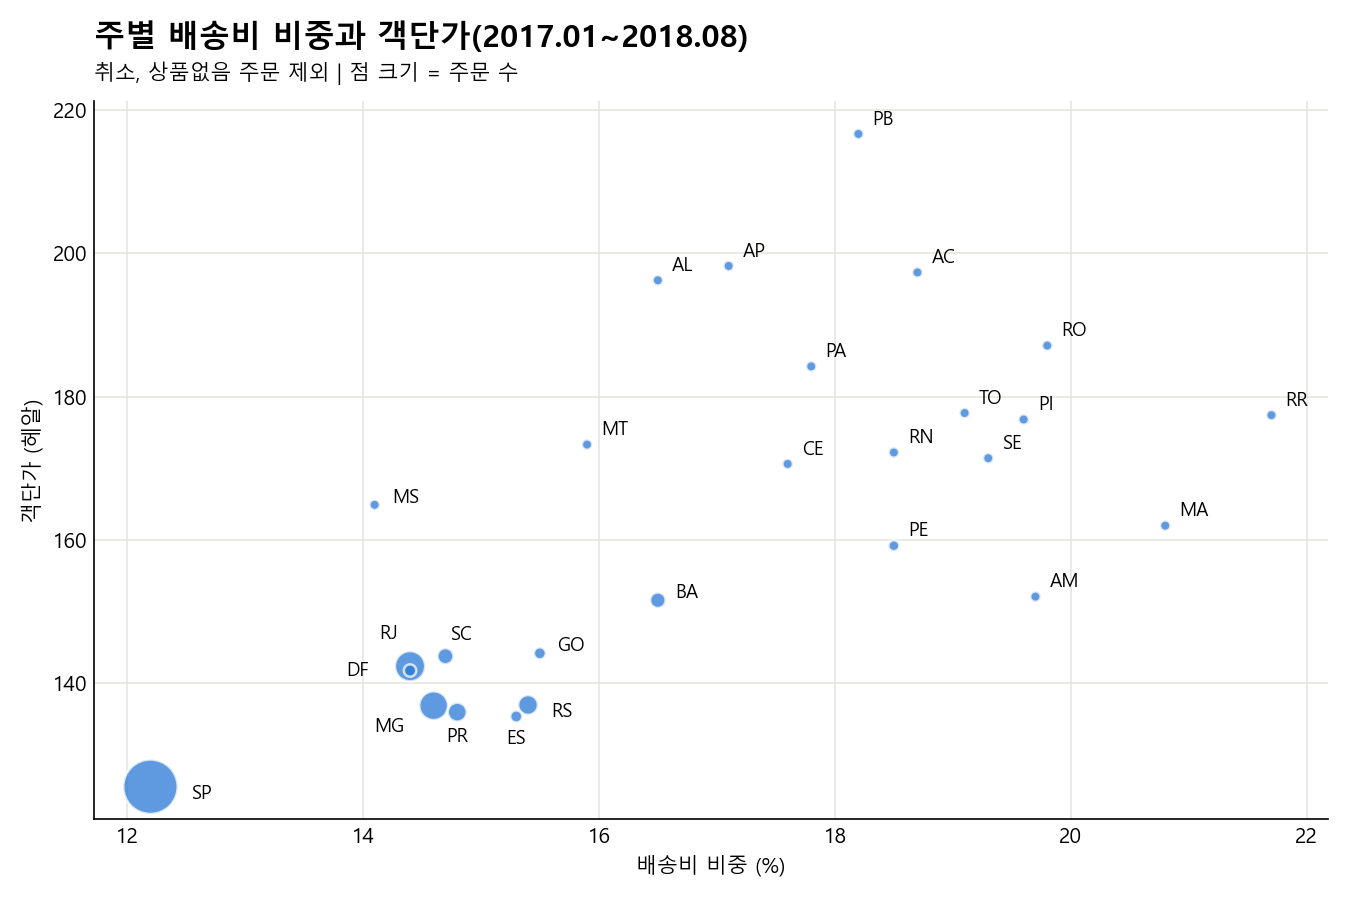 주별 배송비 비중과 객단가(2017.01~2018.08)
취소, 상품없음 주문 제외 | 점 크기 = 주문 수
220
200
180
160
140
객단가 (헤알)
PB
AP
AL
AC
RO
PA
TO
PI
RR
MT
RN
SE
CE
MS
MA
PE
AM
BA
RJ
SC
GO
DF
MG
PR
ES
RS
SP
12
14
16
18
20
22
배송비 비중 (%)